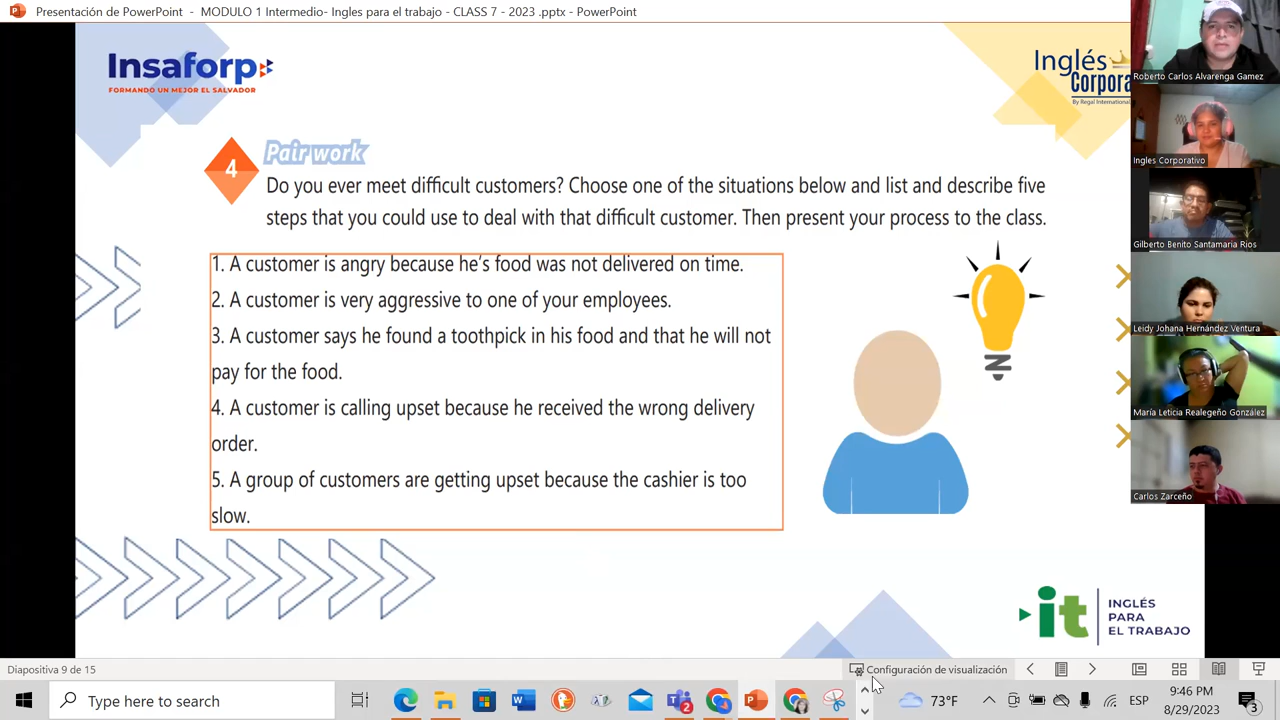 Presentación de PowerPoint - MODULO 1 Intermedio- Ingles para el trabajo - CLASS 7 - 2023 .pptx - PowerPoint
Insaforp
FORMANDO UN MEJOR EL SALVADOR
Inglés
Corpora
By Regal International
4
Pair work
Do you ever meet difficult customers? Choose one of the situations below and list and describe five
steps that you could use to deal with that difficult customer. Then present your process to the class.
1. A customer is angry because he's food was not delivered on time.
2. A customer is very aggressive to one of your employees.
3. A customer says he found a toothpick in his food and that he will not
pay for the food.
4. A customer is calling upset because he received the wrong delivery
order.
5. A group of customers are getting upset because the cashier is too
slow.
it
INGLÉS
PARA
EL TRABAJO
Roberto Carlos Alvarenga Gamez
Ingles Corporativo
Gilberto Benito Santamaria Rios
Leidy Johana Hernández Ventura
María Leticia Realegeño González
Carlos Zarceño
Diapositiva 9 de 15
Configuración de visualización
Type here to search
2
73°F
ESP
9:46 PM
8/29/2023
3